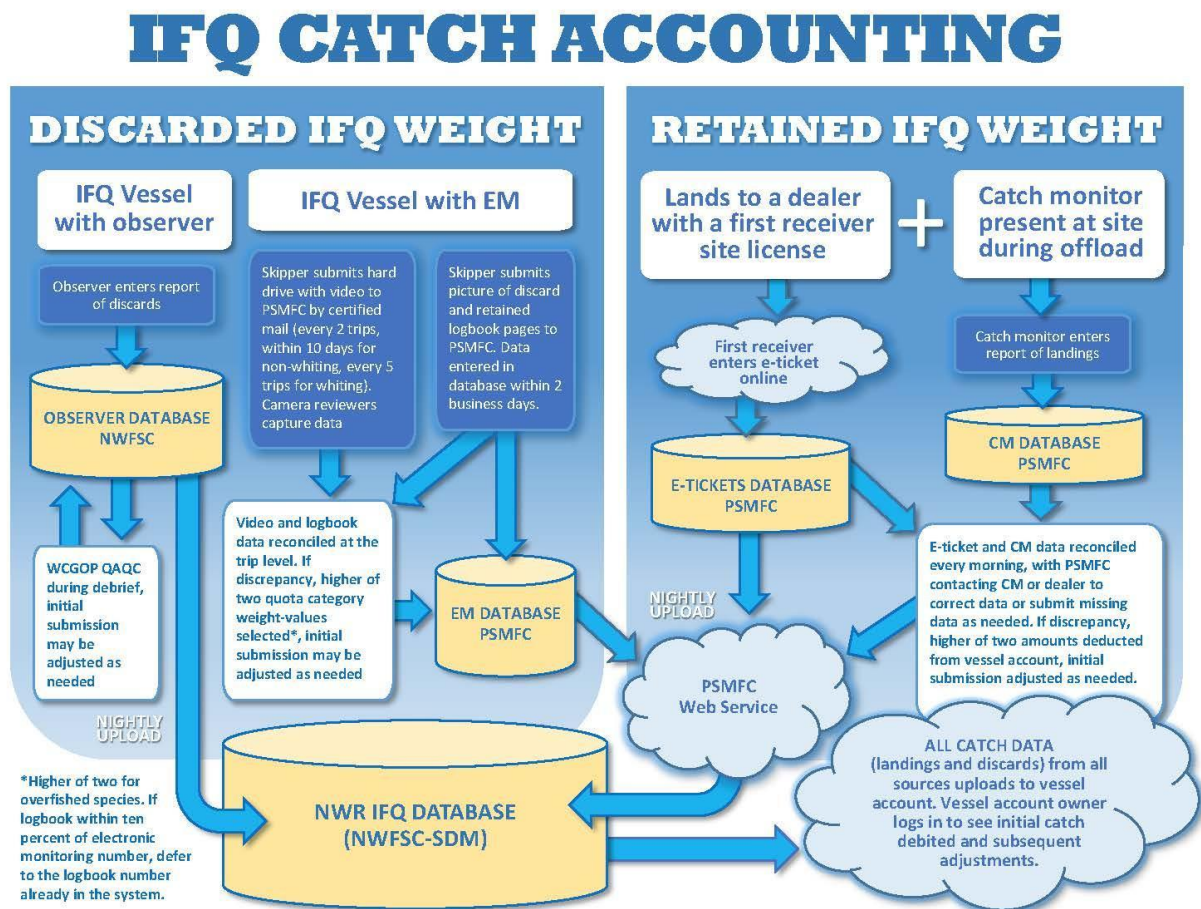 IFQ CATCH ACCOUNTING
DISCARDED IFQ WEIGHT
IFQ Vessel
with observer
Observer enters report
of discards
OBSERVER DATABASE
NWFSC
WCGOP QAQC
during debrief,
initial
submission
may be
adjusted as
needed
NIGHTLY
UPLOAD
IFQ Vessel with EM
Skipper submits hard
drive with video to
PSMFC by certified
mail (every 2 trips,
within 10 days for
non-whiting, every 5
trips for whiting).
Camera reviewers
capture data
Skipper submits
picture of discard
and retained
logbook pages to
PSMFC. Data
entered in
database within 2
business days.
Video and logbook
data reconciled at the
trip level. If
discrepancy, higher of
two quota category
weight-values
selected*, initial
submission may be
adjusted as needed
EM DATABASE
PSMFC
RETAINED IFQ WEIGHT
Lands to a dealer
with a first receiver
site license
+
Catch monitor
present at site
during offload
First receiver
enters e-ticket
online
Catch monitor enters
report of landings
E-TICKETS DATABASE
PSMFC
CM DATABASE
PSMFC
E-ticket and CM data reconciled
every morning, with PSMFC
contacting CM or dealer to
correct data or submit missing
data as needed. If discrepancy,
higher of two amounts deducted
from vessel account, initial
submission adjusted as needed.
NIGHTLY
UPLOAD
PSMFC
Web Service
NWR IFQ DATABASE
(NWFSC-SDM)
ALL CATCH DATA
(landings and discards) from all
sources uploads to vessel
account. Vessel account owner
logs in to see initial catch
debited and subsequent
adjustments.
*Higher of two for
overfished species. If
logbook within ten
percent of electronic
monitoring number, defer
to the logbook number
already in the system.